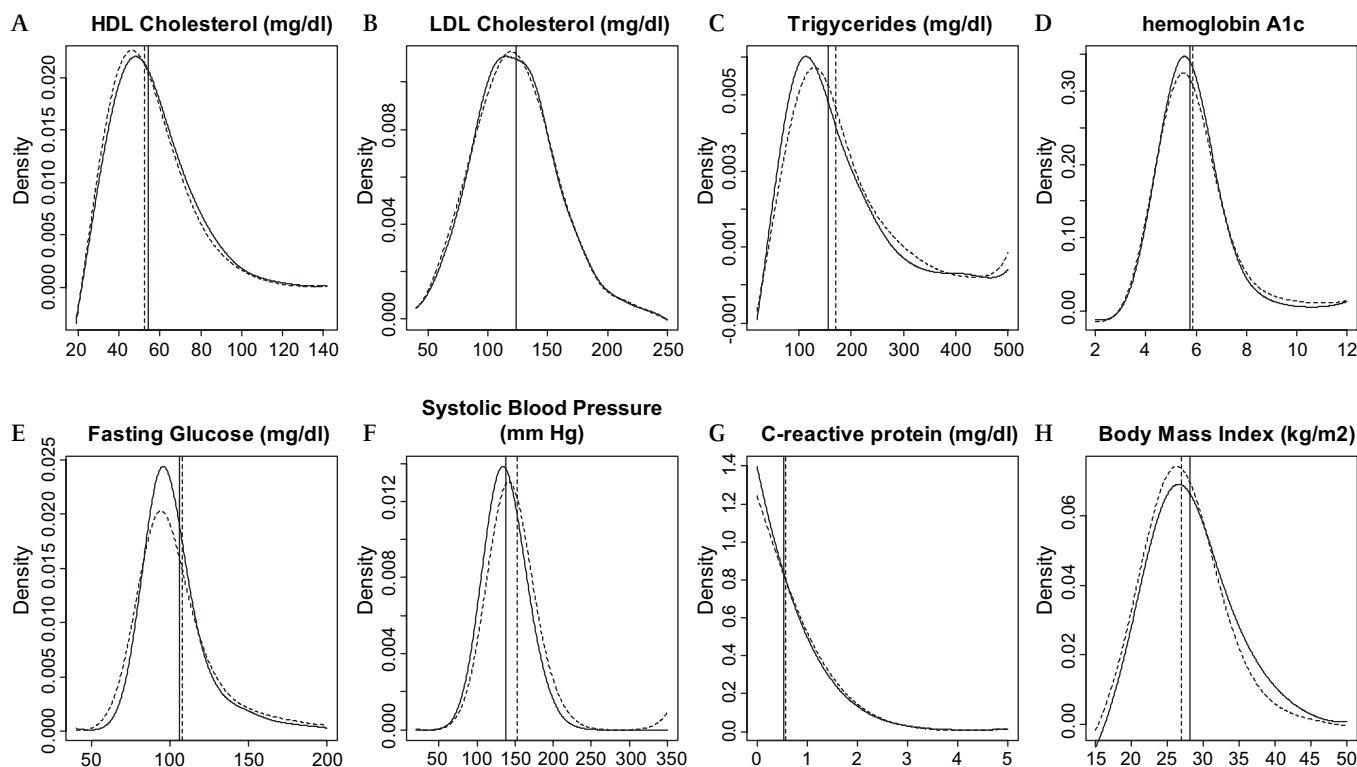 A HDL Cholesterol (mg/dl)
Density
0.000 0.005 0.010 0.015 0.020
20 40 60 80 100 120 140
B LDL Cholesterol (mg/dl)
Density
0.000 0.004 0.008
50 100 150 200 250
C Trigycerides (mg/dl)
Density
-0.001 0.001 0.003 0.005
100 200 300 400 500
D hemoglobin A1c
Density
0.00 0.10 0.20 0.30
2 4 6 8 10 12
E Fasting Glucose (mg/dl)
Density
0.000 0.005 0.010 0.015 0.020 0.025
50 100 150 200
F Systolic Blood Pressure
(mm Hg)
Density
0.000 0.004 0.008 0.012
50 100 150 200 250 300 350
G C-reactive protein (mg/dl)
Density
0.0 0.2 0.4 0.6 0.8 1.0 1.2 1.4
0 1 2 3 4 5
H Body Mass Index (kg/m2)
Density
0.00 0.02 0.04 0.06
15 20 25 30 35 40 45 50